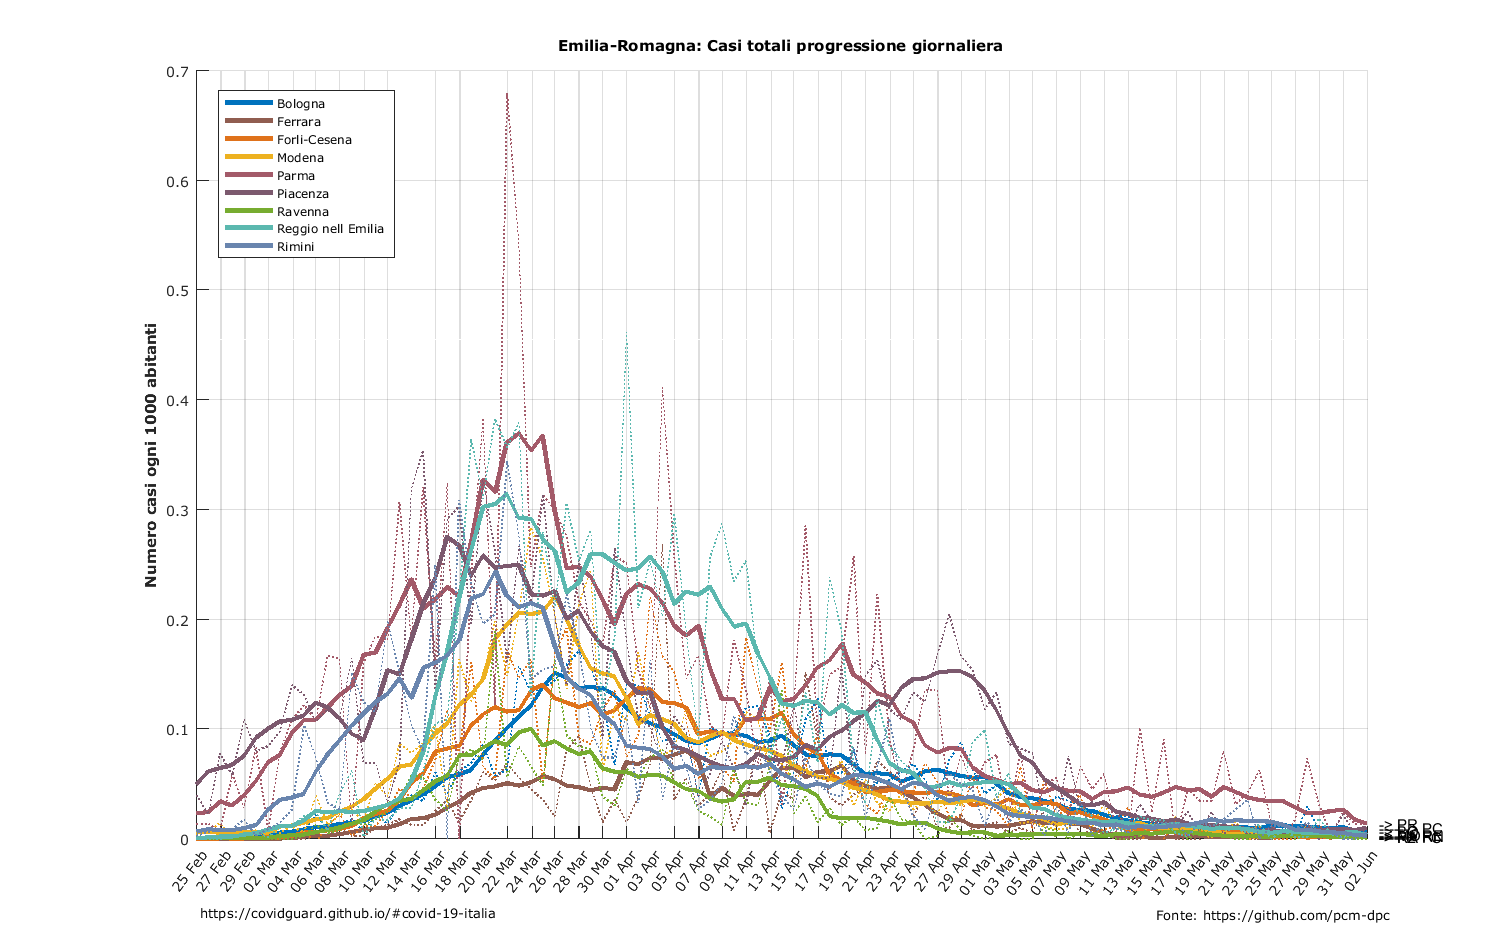 Emilia-Romagna: Casi totali progressione giornaliera
Numero casi ogni 1000 abitanti
0.7
0.6
0.5
0.4
0.3
0.2
0.1
0
Bologna
Ferrara
Forli-Cesena
Modena
Parma
Piacenza
Ravenna
Reggio nell Emilia
Rimini
25 Feb
27 Feb
29 Feb
02 Mar
04 Mar
06 Mar
08 Mar
10 Mar
12 Mar
14 Mar
16 Mar
18 Mar
20 Mar
22 Mar
24 Mar
26 Mar
28 Mar
30 Mar
01 Apr
03 Apr
05 Apr
07 Apr
09 Apr
11 Apr
13 Apr
15 Apr
17 Apr
19 Apr
21 Apr
23 Apr
25 Apr
27 Apr
29 Apr
01 May
03 May
05 May
07 May
09 May
11 May
13 May
15 May
17 May
19 May
21 May
23 May
25 May
27 May
29 May
31 May
02 Jun
https://covidguard.github.io/#covid-19-italia
Fonte: https://github.com/pcm-dpc